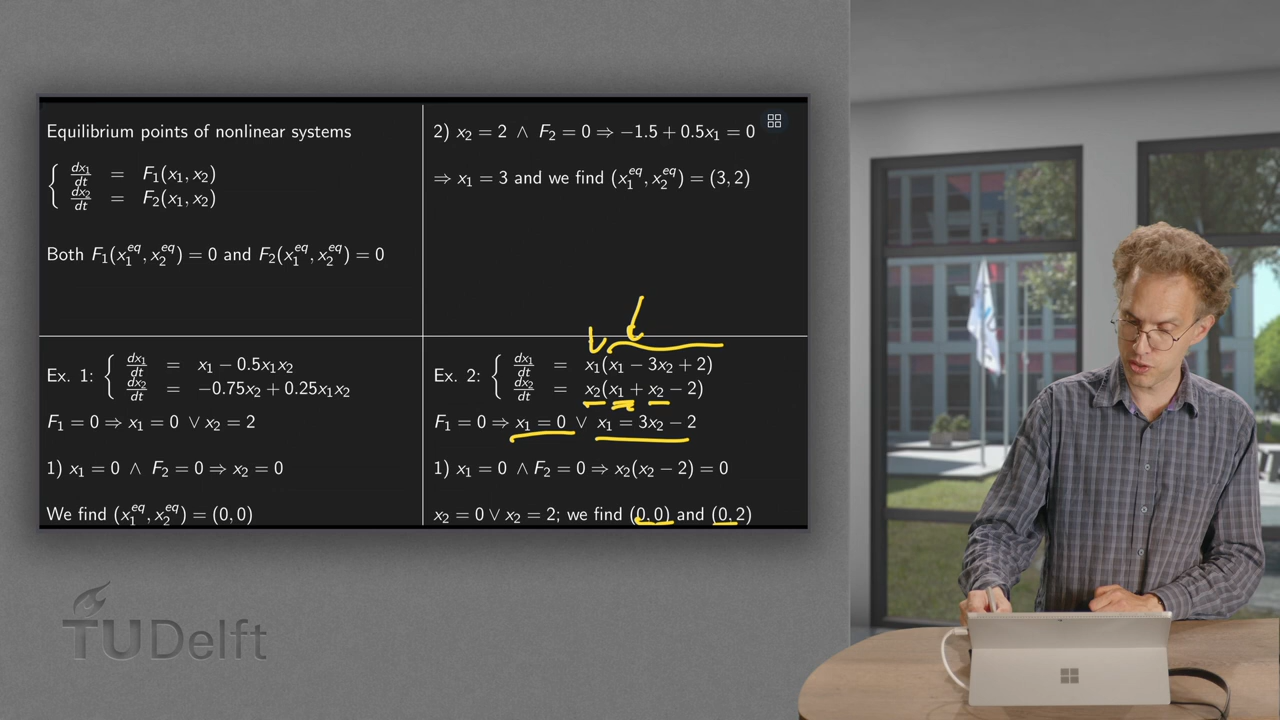 Equilibrium points of nonlinear systems
{ dx₁/dt = F₁(x₁, x₂)
dx₂/dt = F₂(x₁, x₂)
Both F₁(x₁^eq, x₂^eq) = 0 and F₂(x₁^eq, x₂^eq) = 0
2) x₂ = 2 ∧ F₂ = 0 ⇒ −1.5 + 0.5x₁ = 0
⇒ x₁ = 3 and we find (x₁^eq, x₂^eq) = (3, 2)
Ex. 1: { dx₁/dt = x₁ − 0.5x₁x₂
dx₂/dt = −0.75x₂ + 0.25x₁x₂
F₁ = 0 ⇒ x₁ = 0 ∨ x₂ = 2
1) x₁ = 0 ∧ F₂ = 0 ⇒ x₂ = 0
We find (x₁^eq, x₂^eq) = (0, 0)
Ex. 2: { dx₁/dt = x₁(x₁ − 3x₂ + 2)
dx₂/dt = x₂(x₁ + x₂ − 2)
F₁ = 0 ⇒ x₁ = 0 ∨ x₁ = 3x₂ − 2
1) x₁ = 0 ∧ F₂ = 0 ⇒ x₂(x₂ − 2) = 0
x₂ = 0 ∨ x₂ = 2; we find (0, 0) and (0, 2)
TUDelft